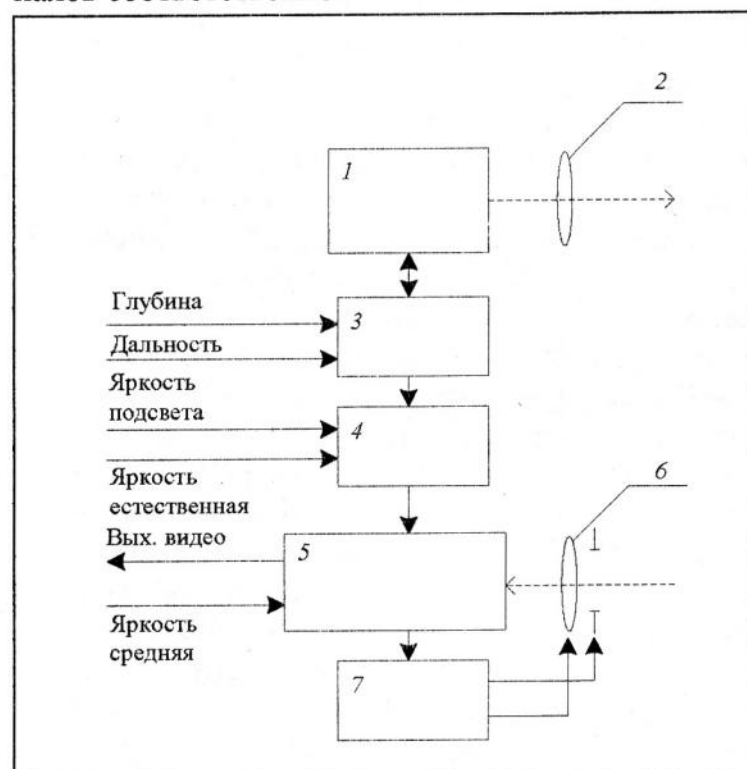 2
1
Глубина
3
Дальность
Яркость
подсвета
4
Яркость
естественная
6
Вых. видео
5
Яркость
средняя
7